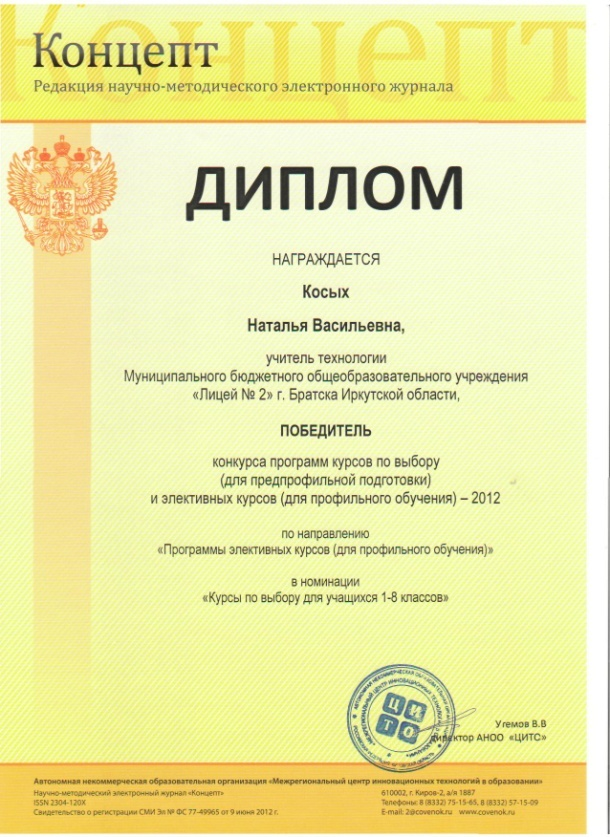 Концепт
Редакция научно-методического электронного журнала
ДИПЛОМ
НАГРАЖДАЕТСЯ
Косых
Наталья Васильевна,
учитель технологии
Муниципального бюджетного общеобразовательного учреждения
«Лицей № 2» г. Братска Иркутской области,
ПОБЕДИТЕЛЬ
конкурса программ курсов по выбору
(для предпрофильной подготовки)
и элективных курсов (для профильного обучения) – 2012
по направлению
«Программы элективных курсов (для профильного обучения)»
в номинации
«Курсы по выбору для учащихся 1-8 классов»
ЦИТО
Угемов В.В
директор АНОО «ЦИТС»
Автономная некоммерческая образовательная организация «Межрегиональный центр инновационных технологий в образовании»
Научно-методический электронный журнал «Концепт»
ISSN 2304-120X
Свидетельство о регистрации СМИ Эл № ФС 77-49965 от 9 июня 2012 г.
610002, г. Киров-2, а/я 1887
Телефоны: 8 (8332) 75-15-65, 8 (8332) 57-15-09
E-mail: 2@covenok.ru www.covenok.ru